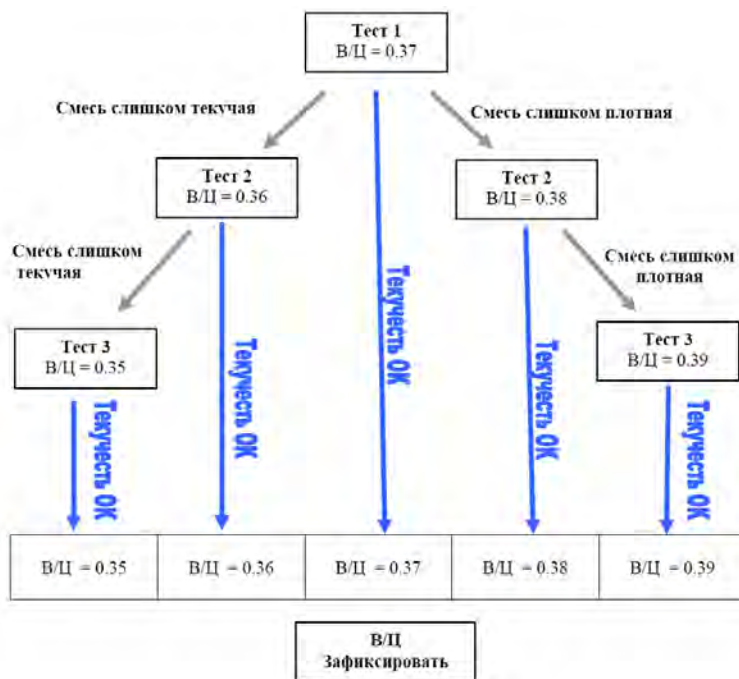 Тест 1
В/Ц = 0.37
Смесь слишком текучая
Смесь слишком плотная
Тест 2
В/Ц = 0.36
Тест 2
В/Ц = 0.38
Смесь слишком
текучая
Смесь слишком
плотная
Тест 3
В/Ц = 0.35
Тест 3
В/Ц = 0.39
Текучесть ОК
Текучесть ОК
Текучесть ОК
Текучесть ОК
Текучесть ОК
В/Ц = 0.35
В/Ц = 0.36
В/Ц = 0.37
В/Ц = 0.38
В/Ц = 0.39
В/Ц
Зафиксировать